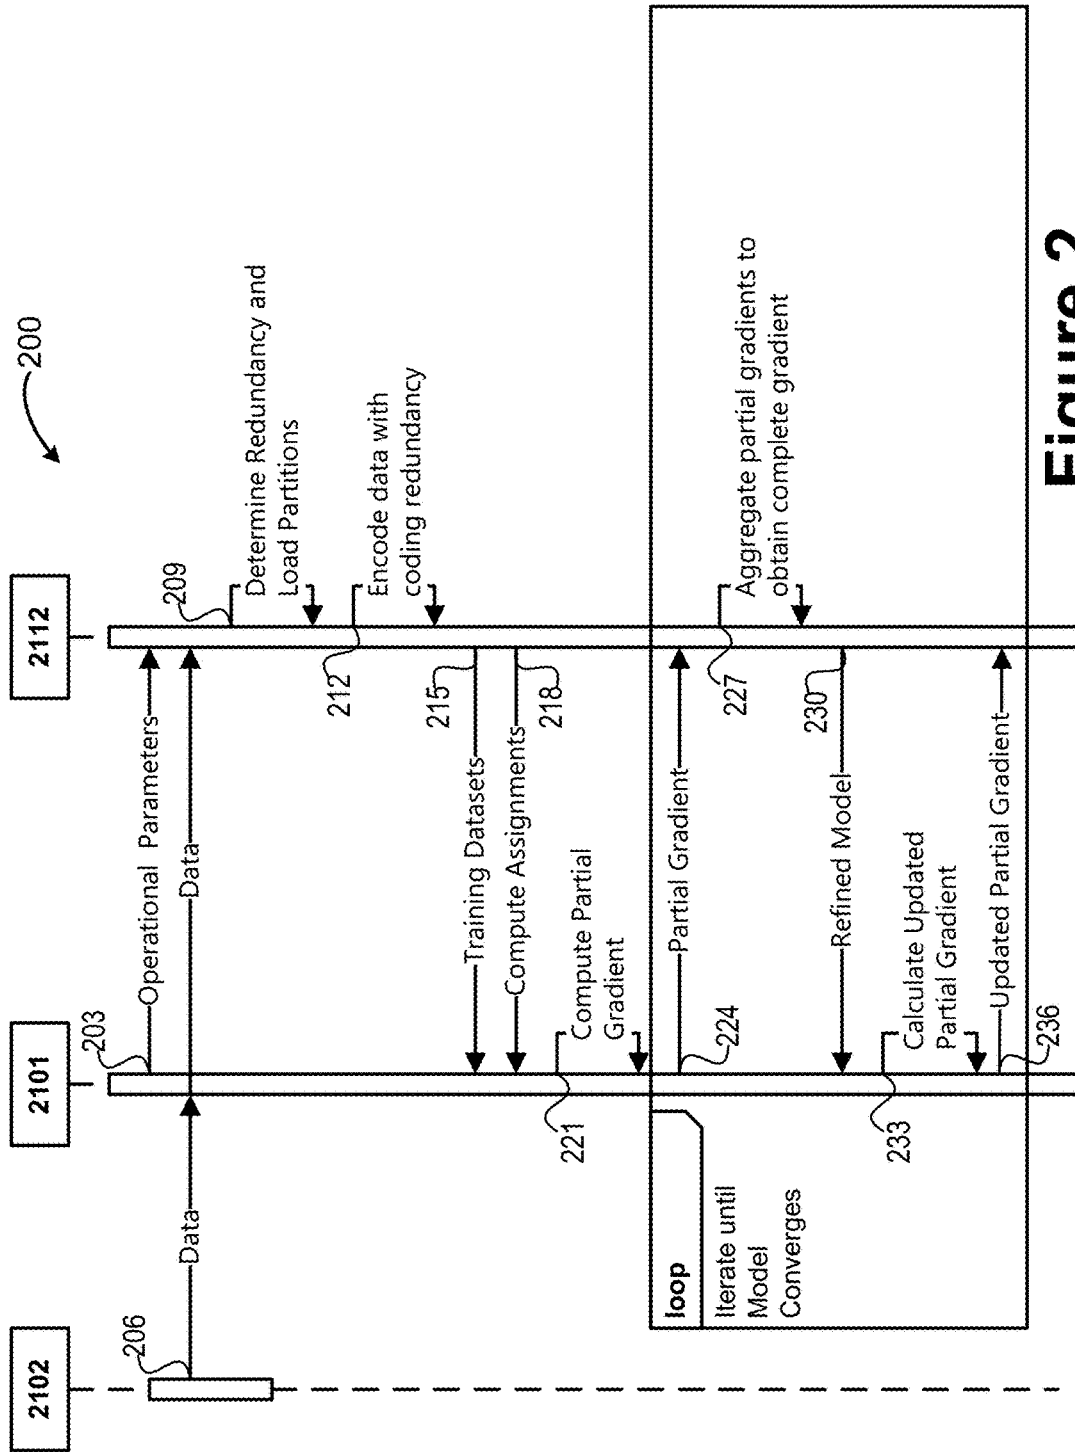 200
2102
2101
2112
203
Operational Parameters
206
Data
Data
209
Determine Redundancy and
Load Partitions
212
Encode data with
coding redundancy
215
Training Datasets
218
Compute Assignments
221
Compute Partial
Gradient
loop
Iterate until
Model
Converges
224
Partial Gradient
227
Aggregate partial gradients to
obtain complete gradient
230
Refined Model
233
Calculate Updated
Partial Gradient
236
Updated Partial Gradient
Figure 2